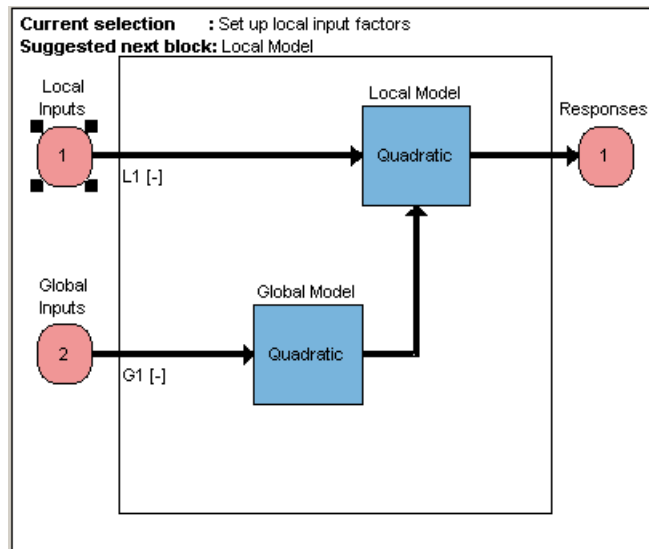 Current selection : Set up local input factors
Suggested next block: Local Model
Local
Inputs
Local Model
Responses
1
Quadratic
1
L1 [-]
Global
Inputs
Global Model
2
Quadratic
G1 [-]